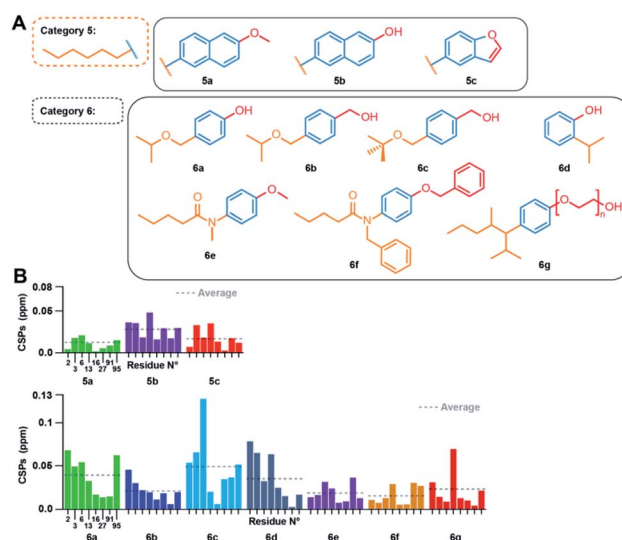 A
Category 5:
O
5a
OH
5b
O
5c
Category 6:
O
OH
6a
O
OH
6b
O
OH
6c
OH
6d
O
N
O
6e
O
N
O
6f
O
O
n
OH
6g
B
0.08
0.05
0.0
CSPs (ppm)
Average
2 3 6 13 16 27 91 95
Residue Nº
5a 5b 5c
0.13
0.1
0.05
0.0
CSPs (ppm)
Average
2 3 6 13 16 27 91 95
Residue Nº
6a 6b 6c 6d 6e 6f 6g